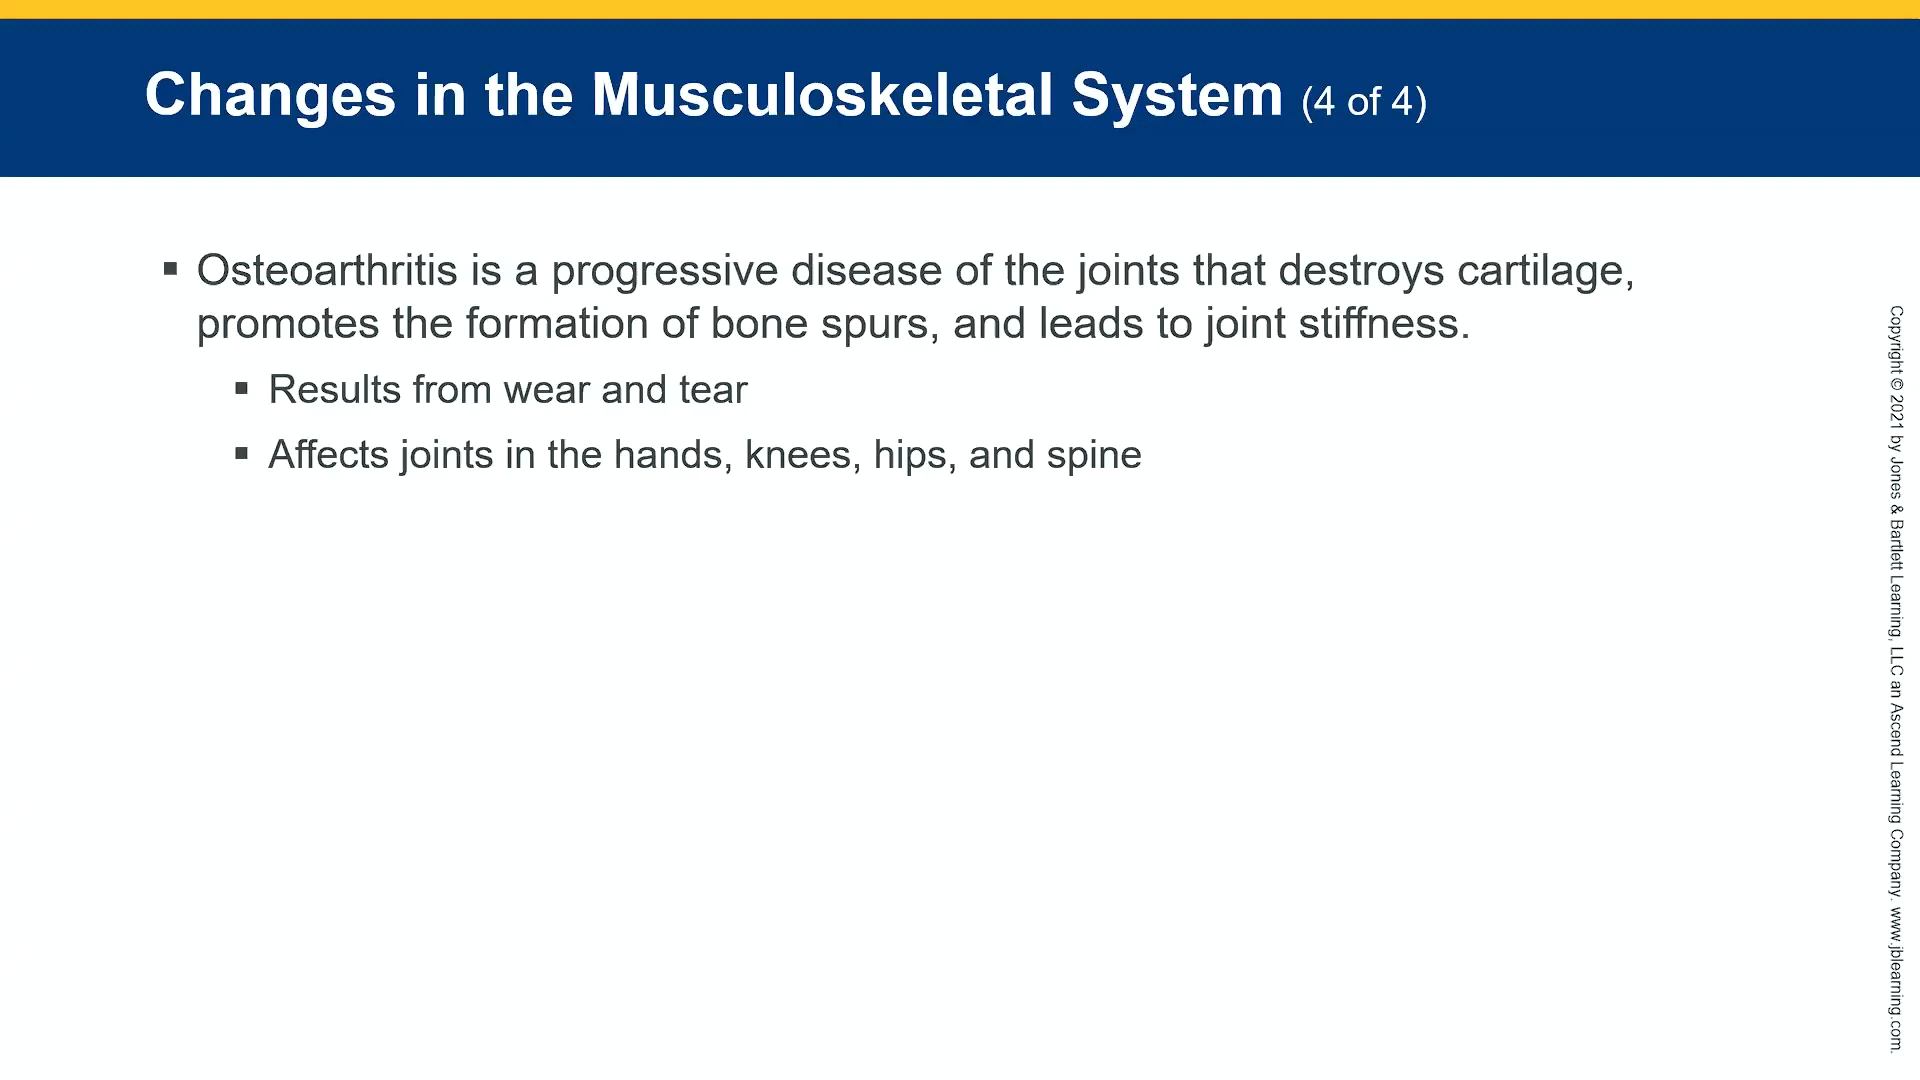 Changes in the Musculoskeletal System (4 of 4)
▪ Osteoarthritis is a progressive disease of the joints that destroys cartilage,
promotes the formation of bone spurs, and leads to joint stiffness.
▪ Results from wear and tear
▪ Affects joints in the hands, knees, hips, and spine
Copyright © 2021 by Jones & Bartlett Learning, LLC an Ascend Learning Company. www.jblearning.com.